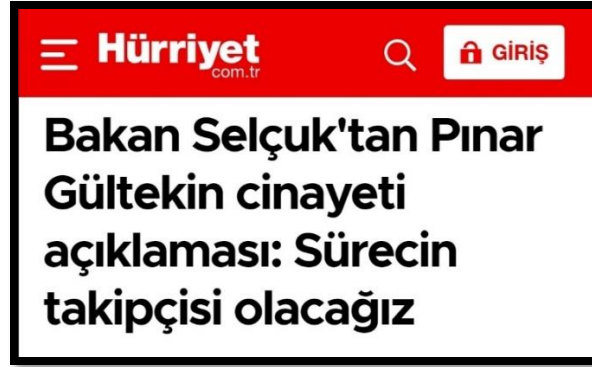 Hürriyet
com.tr
GİRİŞ
Bakan Selçuk'tan Pınar
Gültekin cinayeti
açıklaması: Sürecin
takipçisi olacağız